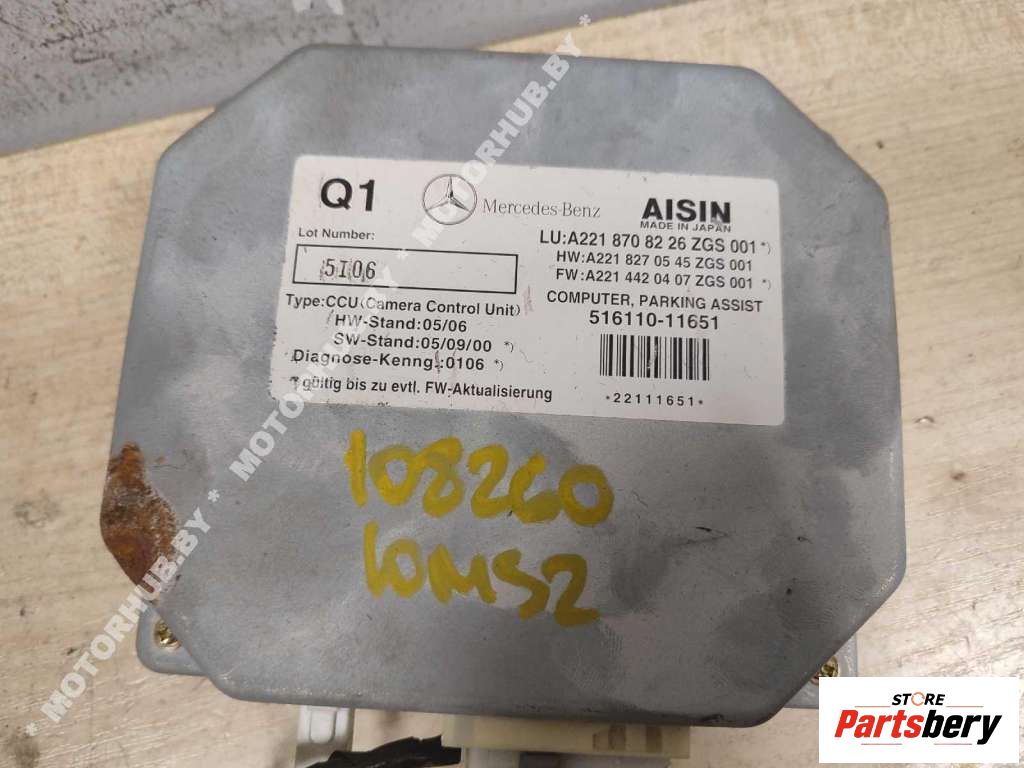 Q1
Mercedes-Benz
AISIN
MADE IN JAPAN
Lot Number:
5I06
LU:A221 870 82 26 ZGS 001 *)
HW:A221 827 05 45 ZGS 001
FW:A221 442 04 07 ZGS 001 *)
Type:CCU(Camera Control Unit)
HW-Stand:05/06
SW-Stand:05/09/00 *)
Diagnose-Kenng.:0106 *)
*) gültig bis zu evtl. FW-Aktualisierung
COMPUTER, PARKING ASSIST
516110-11651
*22111651*
108260
WMS2
* MOTORHUB.BY *
* MOTORHUB.BY * MOTORHUB.BY *
MOTORHUB.BY *
STORE
Partsbery